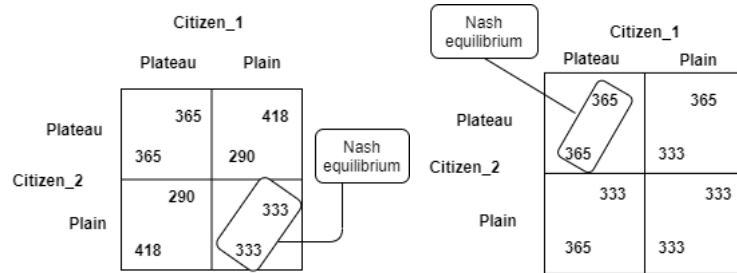 Citizen_1
Plateau Plain
Plateau
365 418
365 290
Citizen_2
Plain
290 333
418 333
Nash
equilibrium
Nash
equilibrium
Citizen_1
Plateau Plain
Plateau
365 365
365 333
Citizen_2
Plain
333 333
365 333